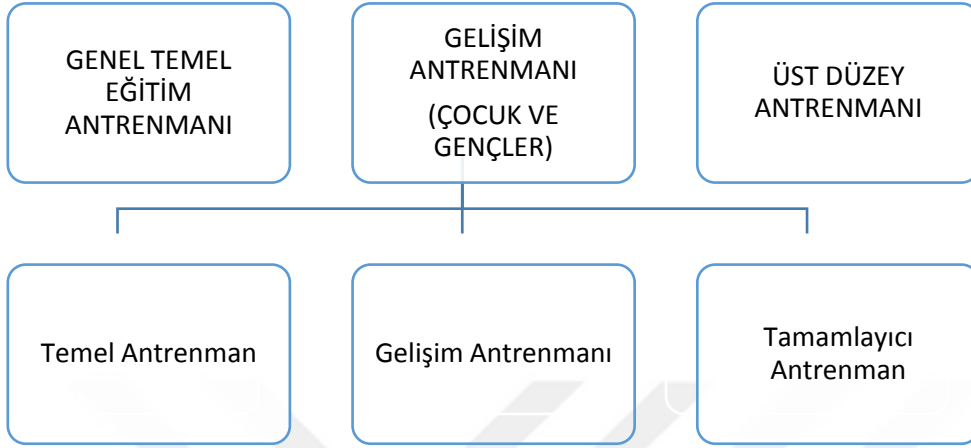 GENEL TEMEL
EĞİTİM
ANTRENMANI
GELİŞİM
ANTRENMANI
(ÇOCUK VE
GENÇLER)
ÜST DÜZEY
ANTRENMANI
Temel Antrenman
Gelişim Antrenmanı
Tamamlayıcı
Antrenman